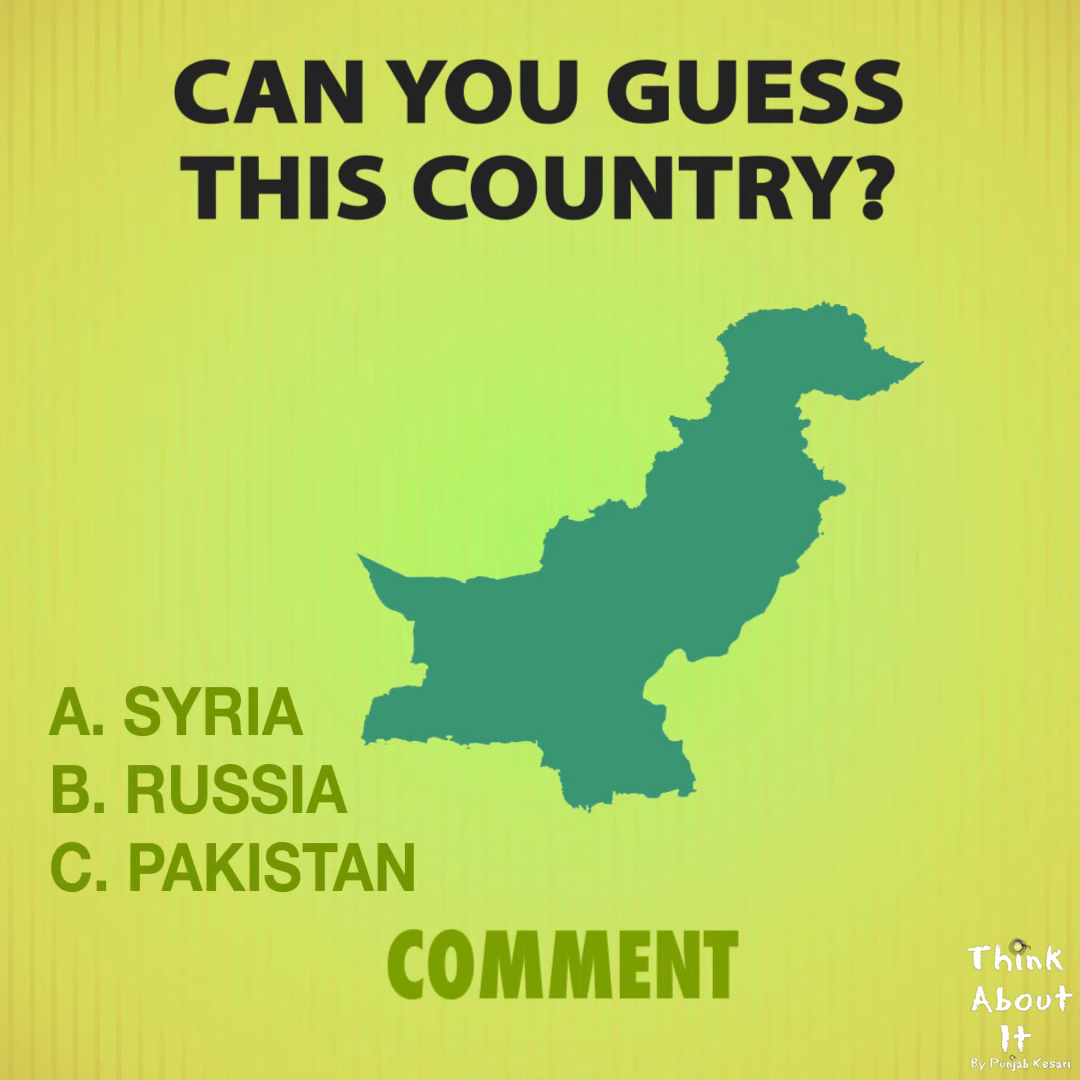 CAN YOU GUESS
THIS COUNTRY?
A. SYRIA
B. RUSSIA
C. PAKISTAN
COMMENT
Think
About
It
By Punjab Kesari